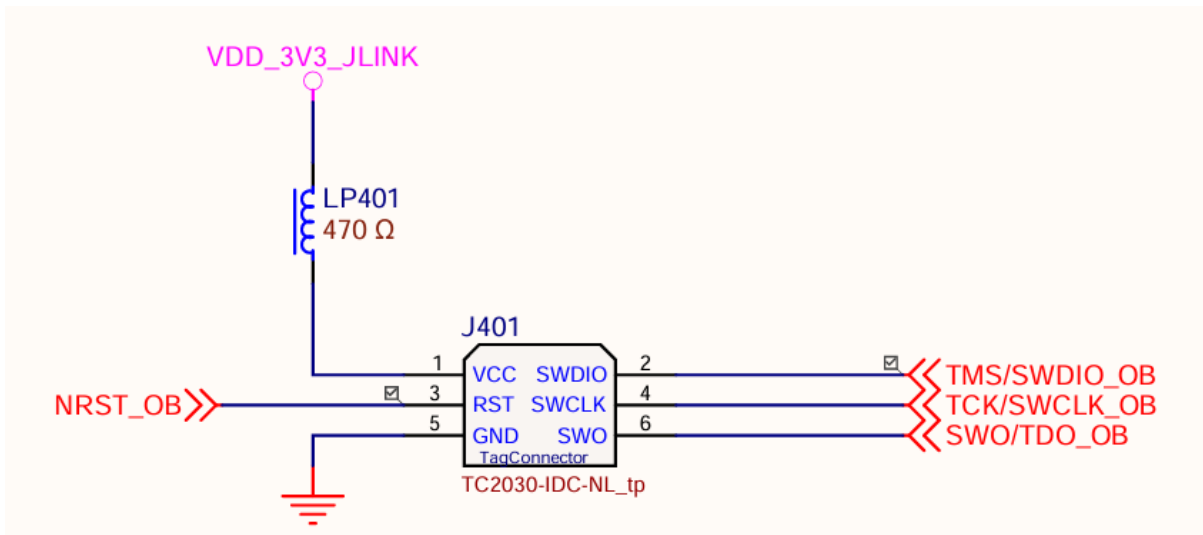 VDD_3V3_JLINK
LP401
470 Ω
J401
1 VCC SWDIO 2
TMS/SWDIO_OB
NRST_OB 3 RST SWCLK 4 TCK/SWCLK_OB
5 GND SWO 6 SWO/TDO_OB
TagConnector
TC2030-IDC-NL_tp